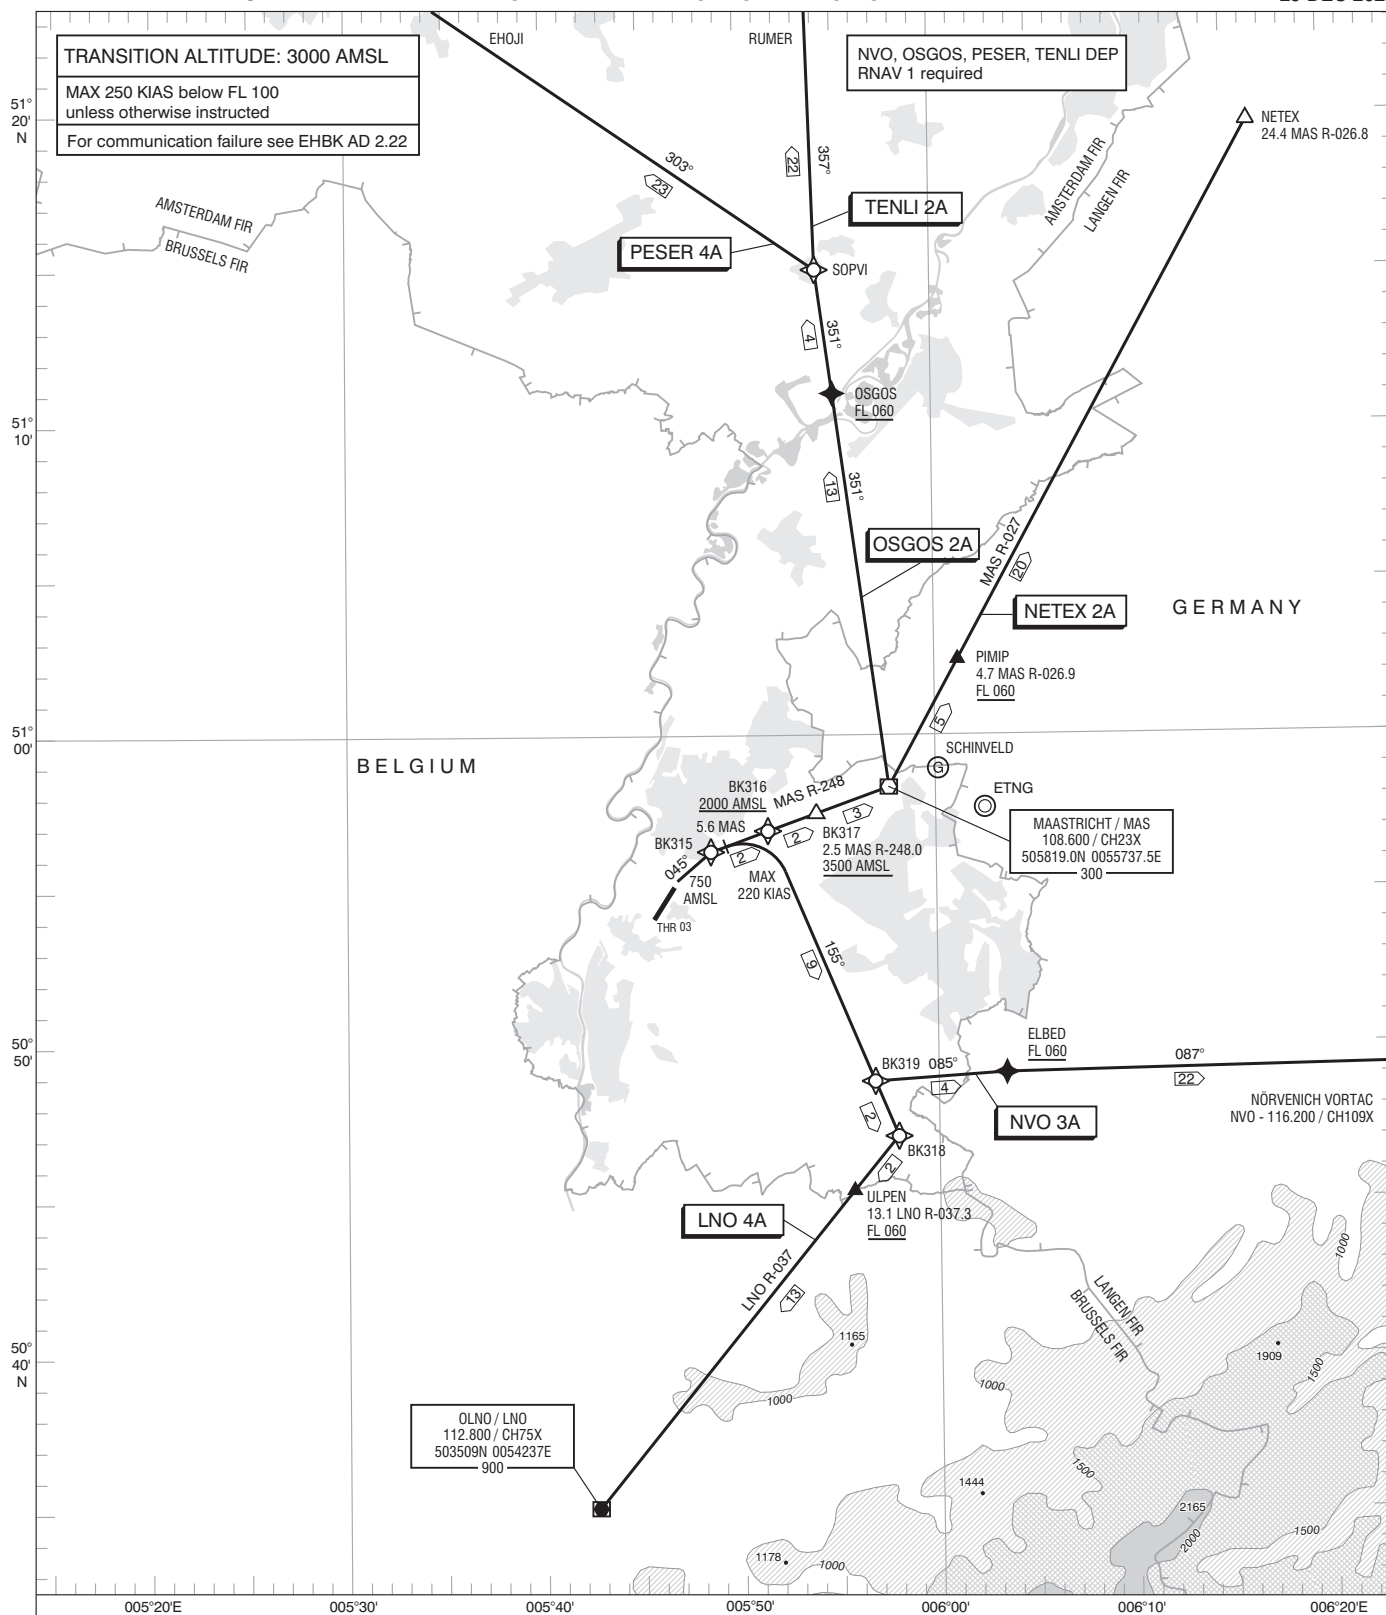 TRANSITION ALTITUDE: 3000 AMSL
MAX 250 KIAS below FL 100
unless otherwise instructed
For communication failure see EHBK AD 2.22
EHOJI
RUMER
NVO, OSGOS, PESER, TENLI DEP
RNAV 1 required
51°
20'
N
NETEX
24.4 MAS R-026.8
303°
23
22
357°
AMSTERDAM FIR
LANGEN FIR
AMSTERDAM FIR
BRUSSELS FIR
TENLI 2A
PESER 4A
SOPVI
4
351°
OSGOS
FL 060
51°
10'
13
351°
OSGOS 2A
MAS R-027
20
NETEX 2A
GERMANY
PIMIP
4.7 MAS R-026.9
FL 060
5
51°
00'
BELGIUM
SCHINVELD
G
ETNG
BK316
2000 AMSL
MAS R-248
3
5.6 MAS
2
BK317
2.5 MAS R-248.0
3500 AMSL
MAASTRICHT / MAS
108.600 / CH23X
505819.0N 0055737.5E
300
BK315
2
045°
750
AMSL
MAX
220 KIAS
THR 03
155°
9
50°
50'
ELBED
FL 060
BK319
085°
4
087°
22
NÖRVENICH VORTAC
NVO - 116.200 / CH109X
NVO 3A
2
BK318
2
ULPEN
13.1 LNO R-037.3
FL 060
LNO 4A
LNO R-037
13
LANGEN FIR
BRUSSELS FIR
1000
1165
1000
50°
40'
N
1909
1500
1000
OLNO / LNO
112.800 / CH75X
503509N 0054237E
900
1500
1444
2165
2000
1500
1178
1000
005°20'E
005°30'
005°40'
005°50'
006°00'
006°10'
006°20'E